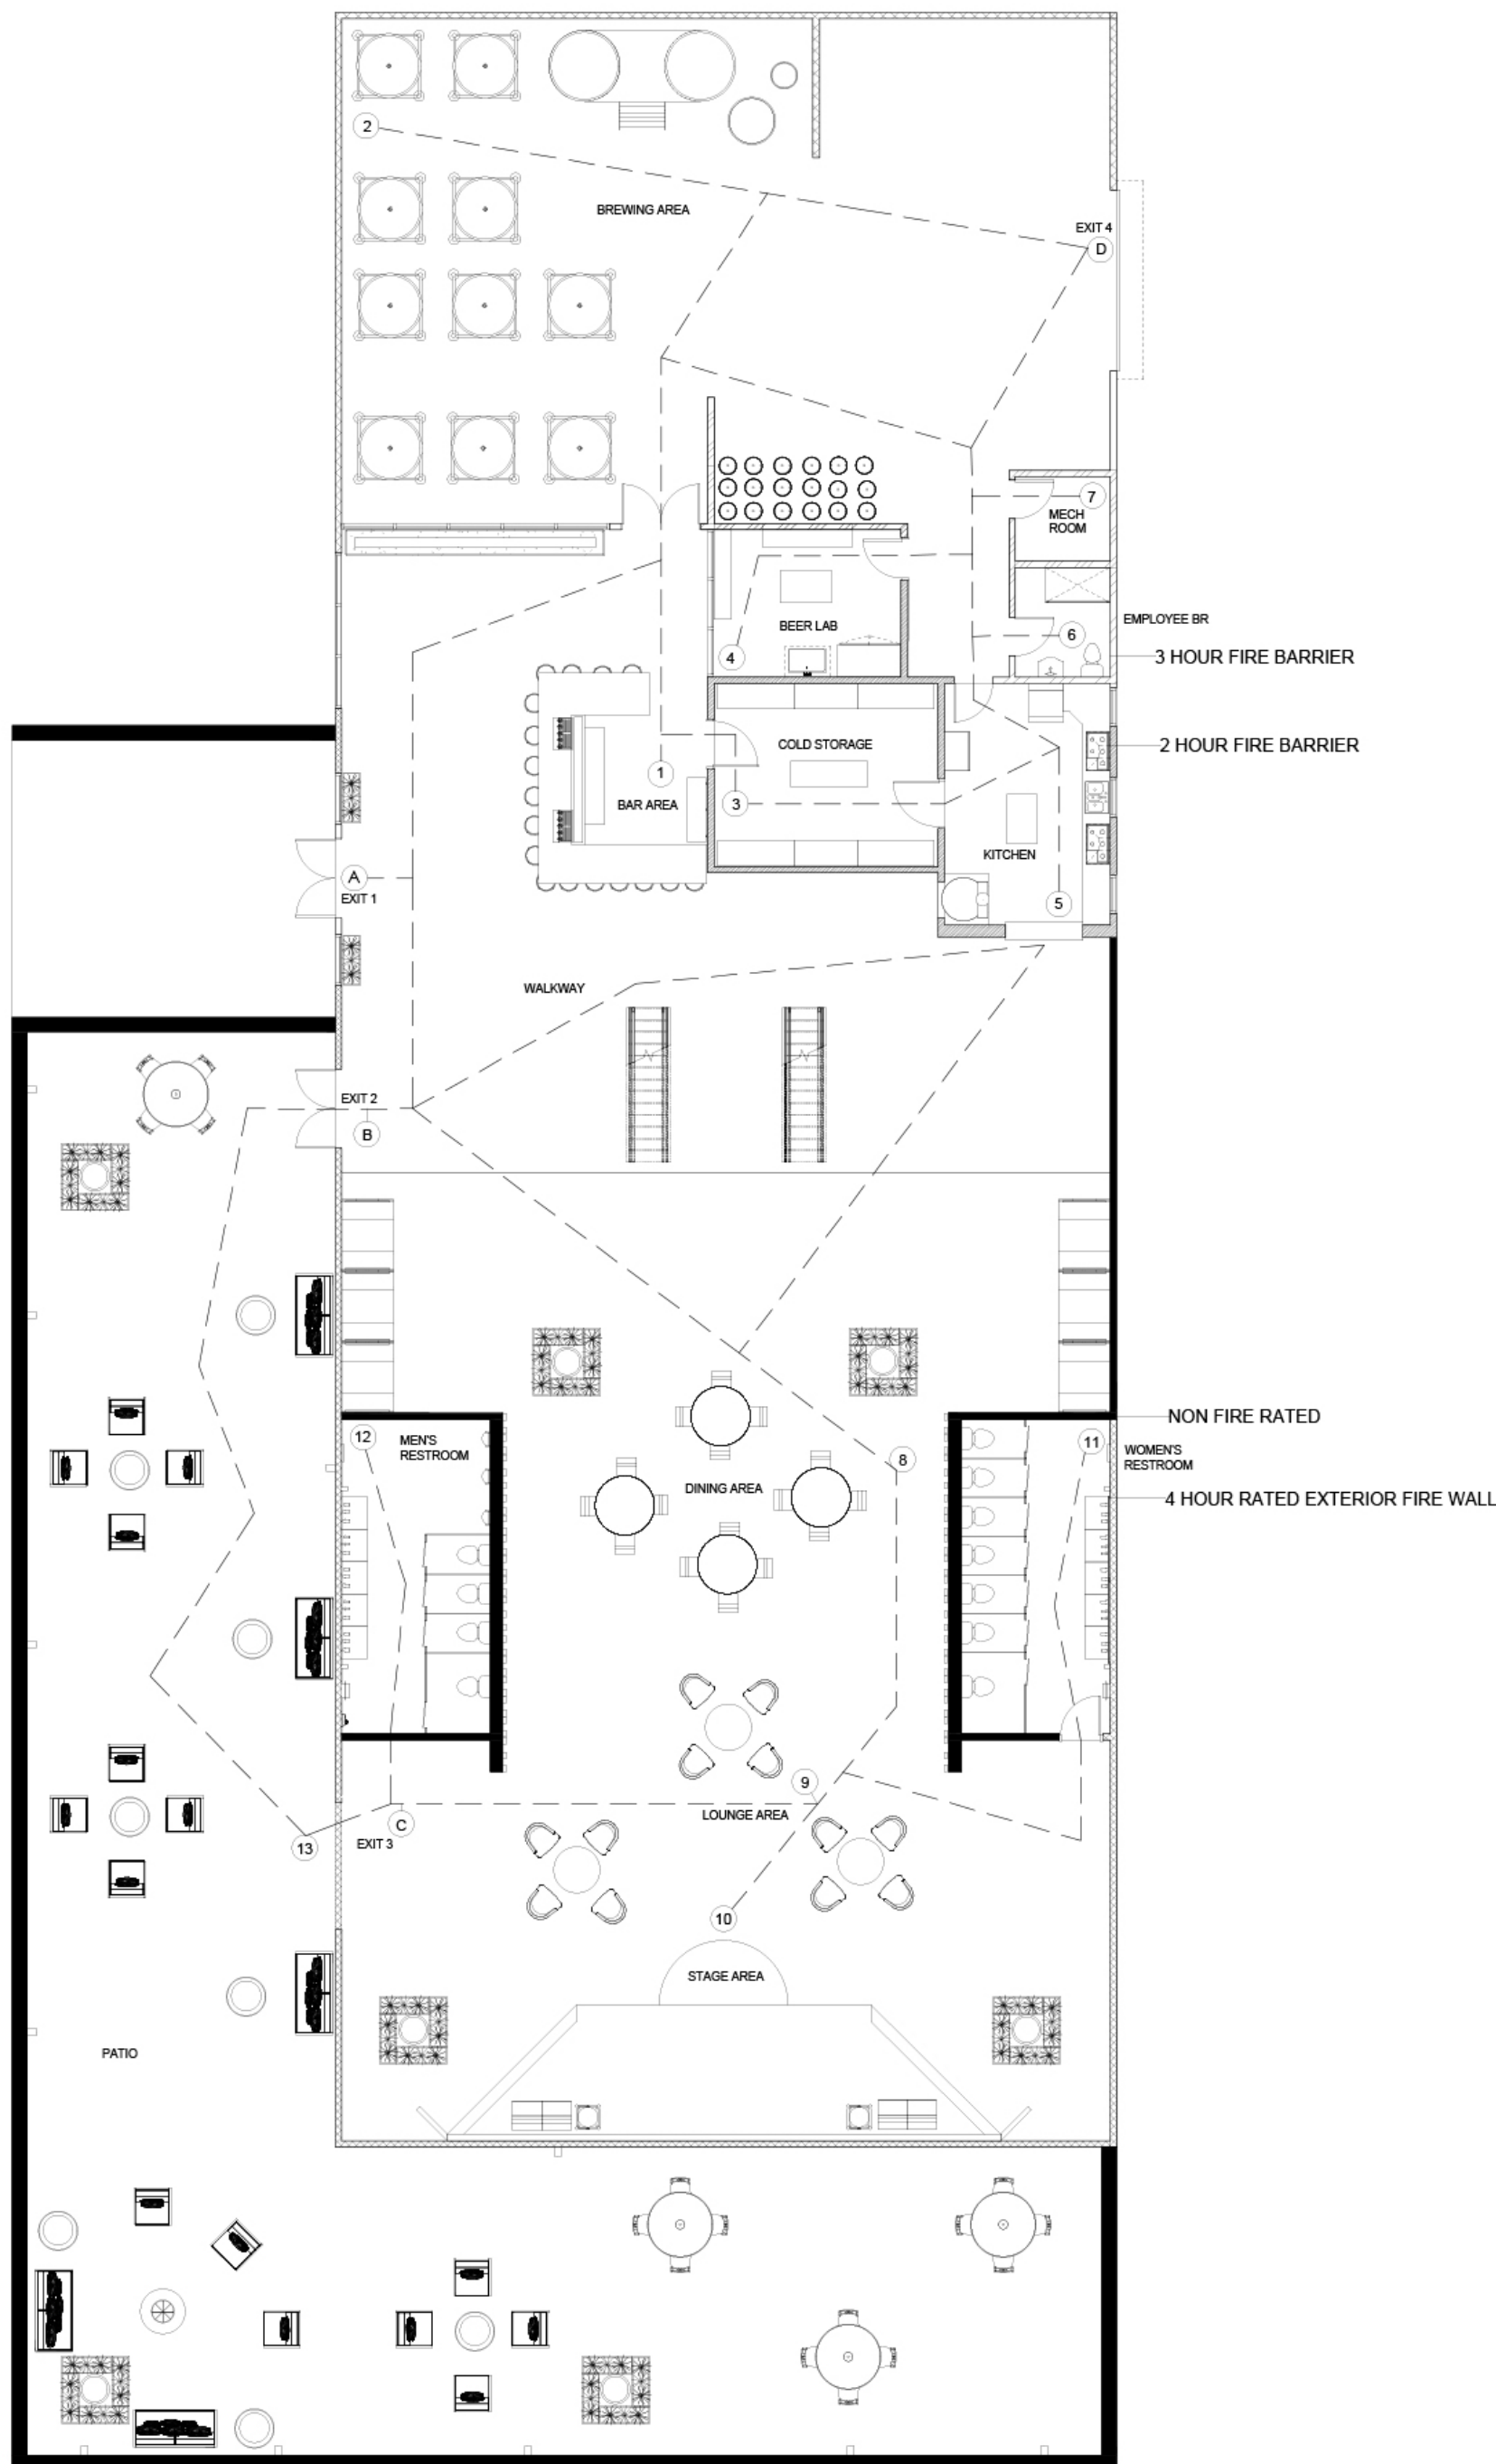 2
BREWING AREA
EXIT 4
D
7
MECH
ROOM
EMPLOYEE BR
6
BEER LAB
4
3 HOUR FIRE BARRIER
COLD STORAGE
2 HOUR FIRE BARRIER
1
BAR AREA
3
KITCHEN
A
EXIT 1
5
WALKWAY
EXIT 2
B
NON FIRE RATED
12
MEN'S
RESTROOM
11
WOMEN'S
RESTROOM
8
DINING AREA
4 HOUR RATED EXTERIOR FIRE WALL
9
LOUNGE AREA
C
EXIT 3
13
10
STAGE AREA
PATIO